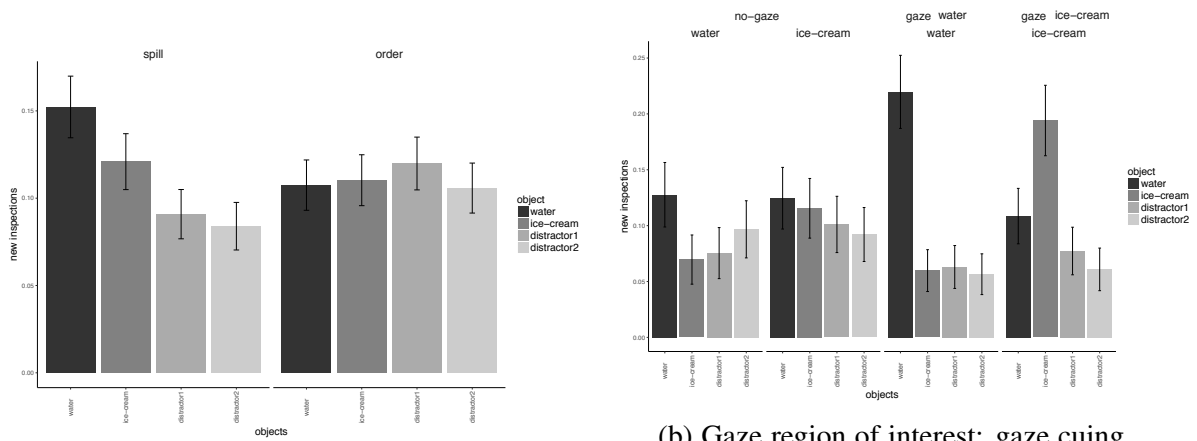 spill
order
0.15
0.10
0.05
0.00
new inspections
water
ice-cream
distractor1
distractor2
water
ice-cream
distractor1
distractor2
objects
object
water
ice-cream
distractor1
distractor2
no-gaze
gaze water
gaze ice-cream
water
ice-cream
water
ice-cream
0.25
0.20
0.15
0.10
0.05
0.00
new inspections
water
ice-cream
distractor1
distractor2
water
ice-cream
distractor1
distractor2
water
ice-cream
distractor1
distractor2
water
ice-cream
distractor1
distractor2
objects
object
water
ice-cream
distractor1
distractor2
(b) Gaze region of interest: gaze cuing